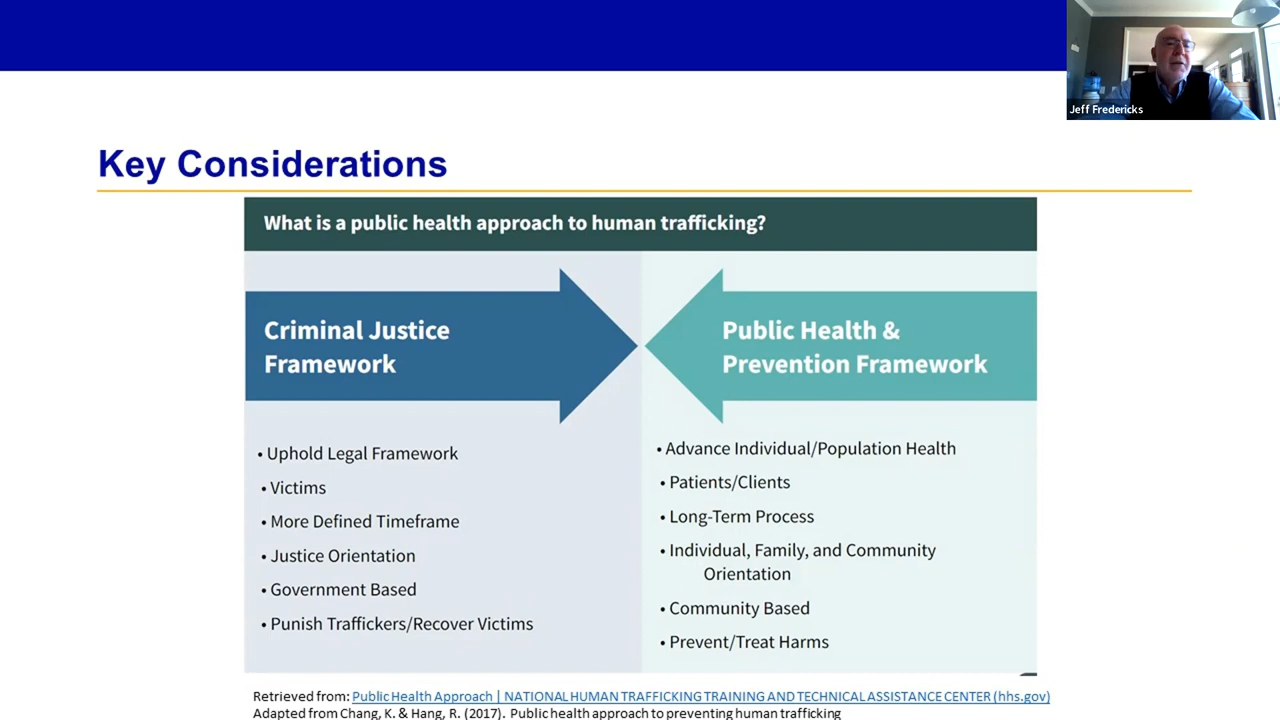 Jeff Fredericks
Key Considerations
What is a public health approach to human trafficking?
Criminal Justice
Framework
• Uphold Legal Framework
• Victims
• More Defined Timeframe
• Justice Orientation
• Government Based
• Punish Traffickers/Recover Victims
Public Health &
Prevention Framework
• Advance Individual/Population Health
• Patients/Clients
• Long-Term Process
• Individual, Family, and Community
Orientation
• Community Based
• Prevent/Treat Harms
Retrieved from: Public Health Approach | NATIONAL HUMAN TRAFFICKING TRAINING AND TECHNICAL ASSISTANCE CENTER (hhs.gov)
Adapted from Chang, K. & Hang, R. (2017). Public health approach to preventing human trafficking